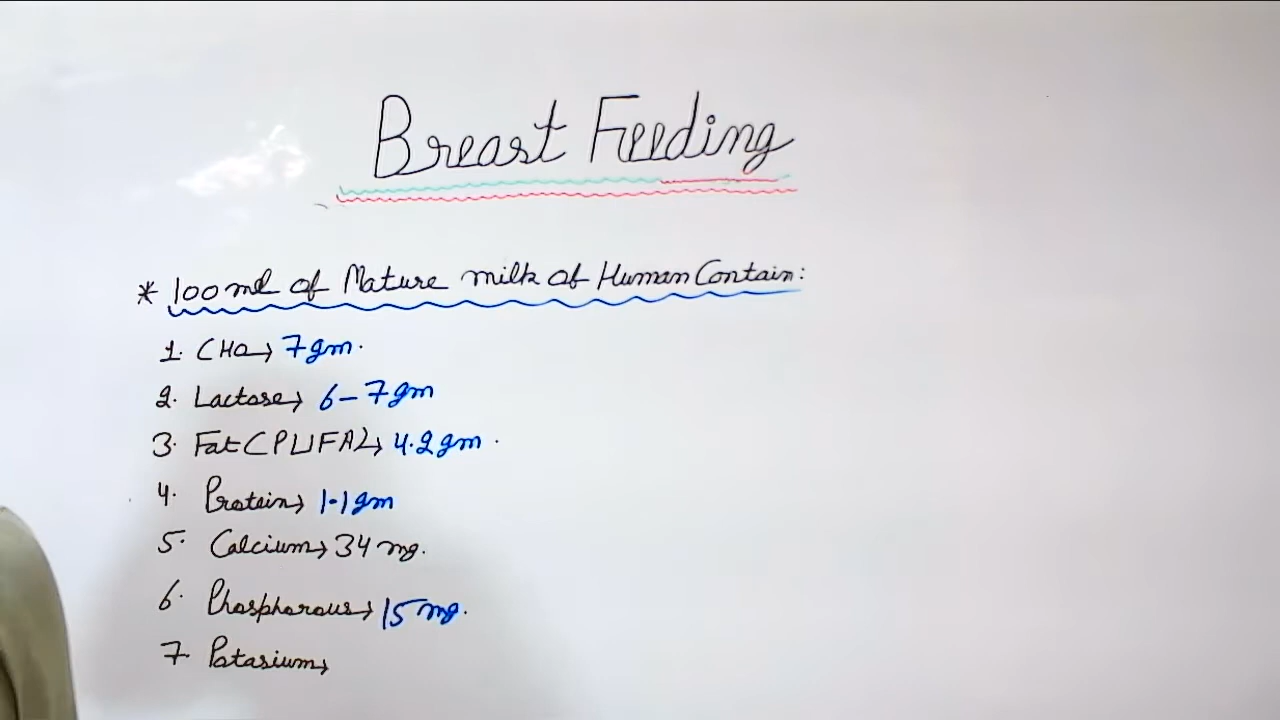 Breast Feeding
* 100 ml of Mature milk of Human Contain:
1. CHO→ 7gm.
2. Lactose→ 6-7gm
3. Fat (PUFA)→ 4.2gm.
4. Protein→ 1.1gm
5. Calcium→ 34 mg.
6. Phosphorous→ 15 mg.
7. Potasium→